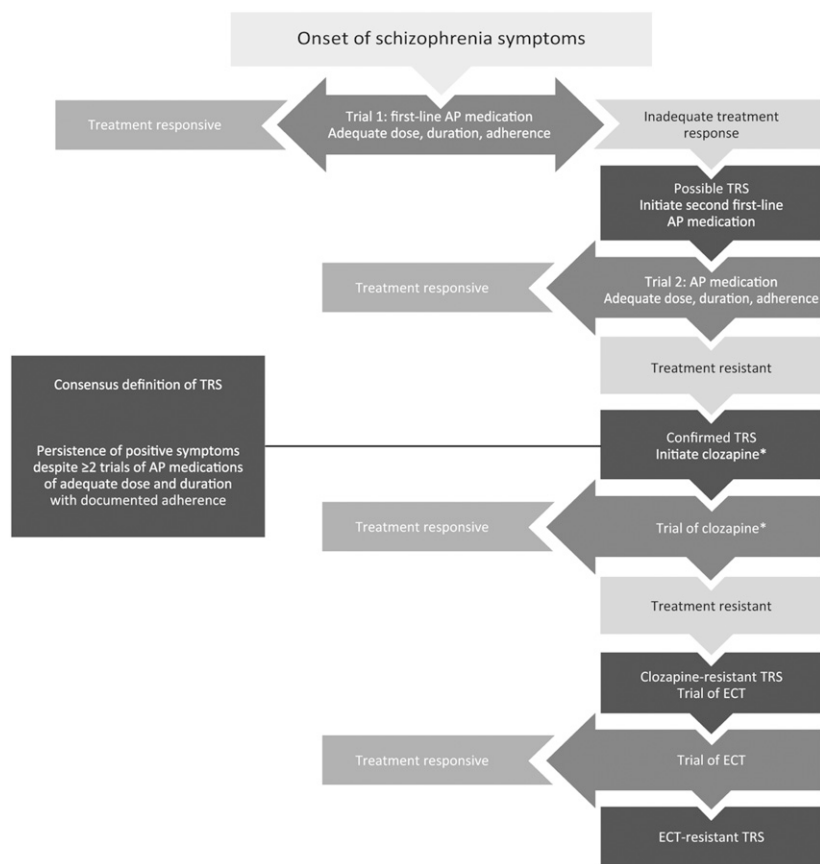 Onset of schizophrenia symptoms
Treatment responsive
Trial 1: first-line AP medication
Adequate dose, duration, adherence
Inadequate treatment
response
Possible TRS
Initiate second first-line
AP medication
Treatment responsive
Trial 2: AP medication
Adequate dose, duration, adherence
Treatment resistant
Consensus definition of TRS
Persistence of positive symptoms
despite ≥2 trials of AP medications
of adequate dose and duration
with documented adherence
Confirmed TRS
Initiate clozapine*
Treatment responsive
Trial of clozapine*
Treatment resistant
Clozapine-resistant TRS
Trial of ECT
Treatment responsive
Trial of ECT
ECT-resistant TRS